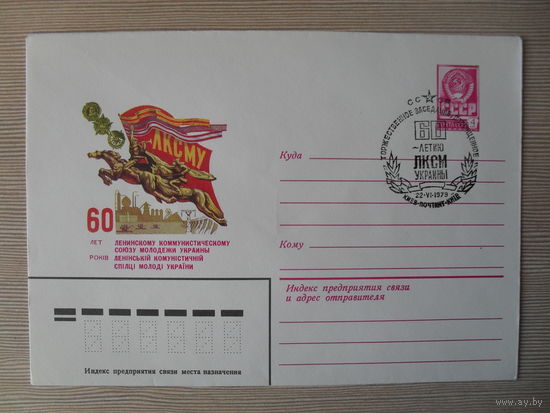 ЛКСМУ
60
ЛЕТ ЛЕНИНСКОМУ КОММУНИСТИЧЕСКОМУ
СОЮЗУ МОЛОДЕЖИ УКРАИНЫ
РОКІВ ЛЕНІНСЬКІЙ КОМУНІСТИЧНІЙ
СПІЛЦІ МОЛОДІ УКРАЇНИ
СССР
СССР
ТОРЖЕСТВЕННОЕ ЗАСЕДАНИЕ
60
-ЛЕТИЮ
ЛКСМ
УКРАИНЫ
22-VI-1979
КИЕВ-ПОЧТАМТ-КИЇВ
Куда
Кому
Индекс предприятия связи
и адрес отправителя
Индекс предприятия связи места назначения
www.ay.by